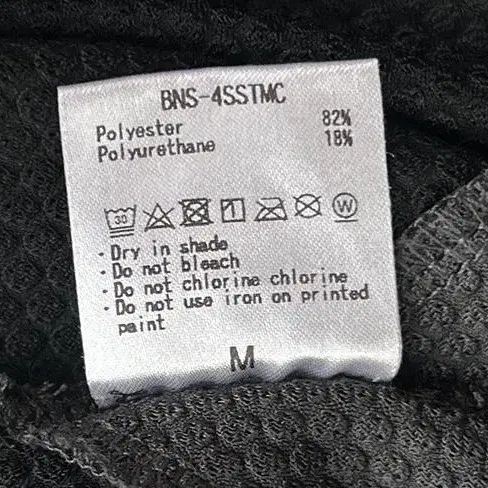 BNS-4SSTMC
Polyester 82%
Polyurethane 18%
30 W
· Dry in shade
· Do not bleach
· Do not chlorine chlorine
· Do not use iron on printed
paint
M